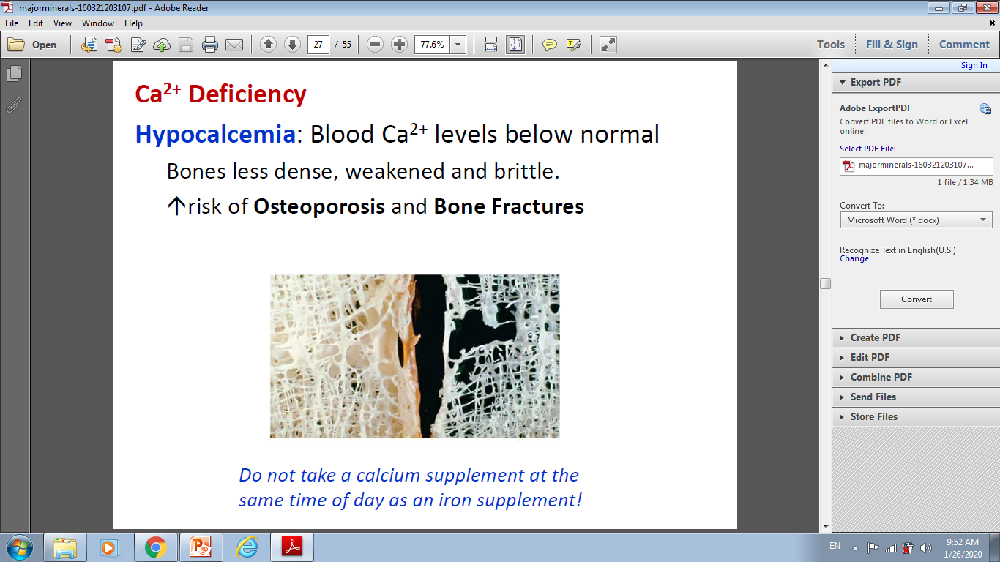 majorminerals-160321203107.pdf - Adobe Reader
File Edit View Window Help
Open 27 / 55 77.6% Tools Fill & Sign Comment
Sign In
Ca²⁺ Deficiency
Hypocalcemia: Blood Ca²⁺ levels below normal
Bones less dense, weakened and brittle.
↑risk of Osteoporosis and Bone Fractures
Do not take a calcium supplement at the
same time of day as an iron supplement!
Export PDF
Adobe ExportPDF
Convert PDF files to Word or Excel
online.
Select PDF File:
majorminerals-160321203107...
1 file / 1.34 MB
Convert To:
Microsoft Word (*.docx)
Recognize Text in English(U.S.)
Change
Convert
Create PDF
Edit PDF
Combine PDF
Send Files
Store Files
EN
9:52 AM
1/26/2020